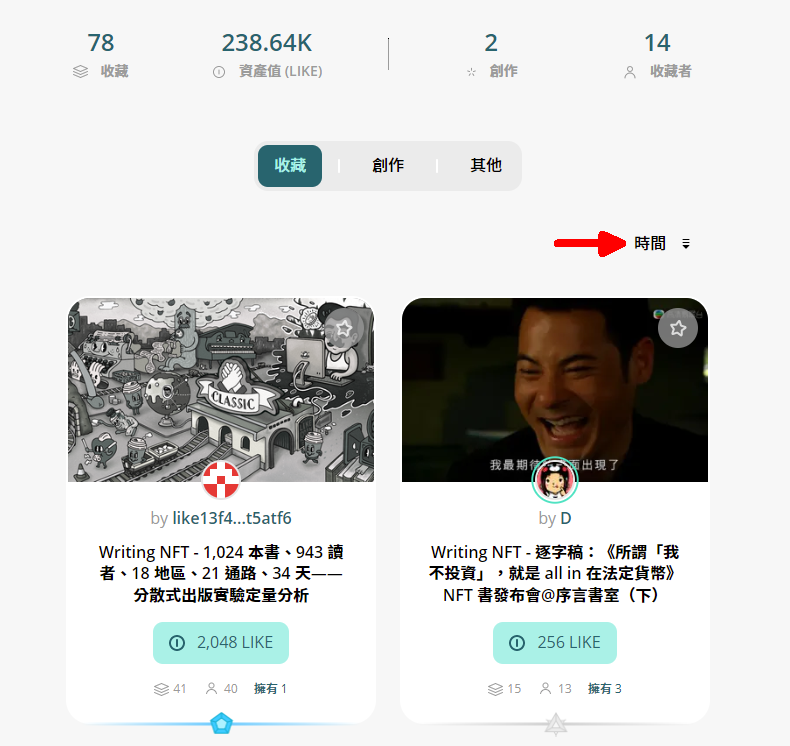 78
238.64K
2
14
收藏
資產值 (LIKE)
創作
收藏者
收藏
創作
其他
時間
CLASSIC
我最期待
面出現了
by like13f4...t5atf6
by D
Writing NFT - 1,024 本書、943 讀
者、18 地區、21 通路、34 天——
分散式出版實驗定量分析
Writing NFT - 逐字稿：《所謂「我
不投資」，就是 all in 在法定貨幣》
NFT 書發布會@序言書室（下）
2,048 LIKE
256 LIKE
41
40
擁有 1
15
13
擁有 3